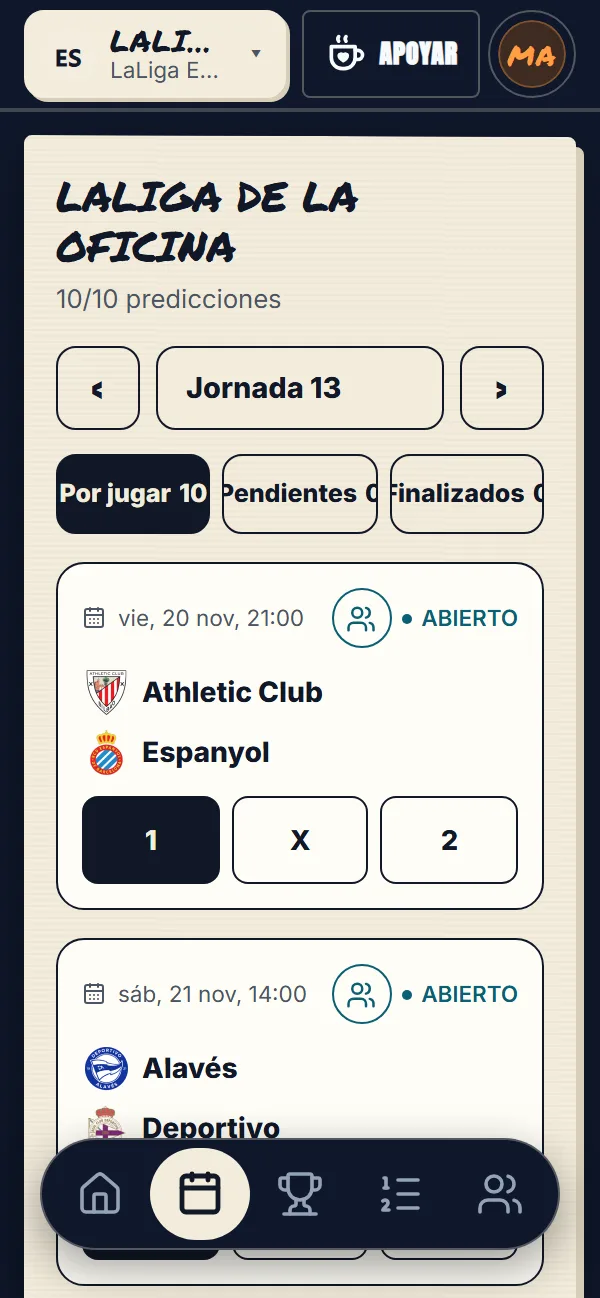 ES
LALI...
LaLiga E...
APOYAR
MA
LALIGA DE LA
OFICINA
10/10 predicciones
‹
Jornada 13
›
Por jugar 10
Pendientes
Finalizados
vie, 20 nov, 21:00
ABIERTO
Athletic Club
Espanyol
1 X 2
sáb, 21 nov, 14:00
ABIERTO
Alavés
Deportivo